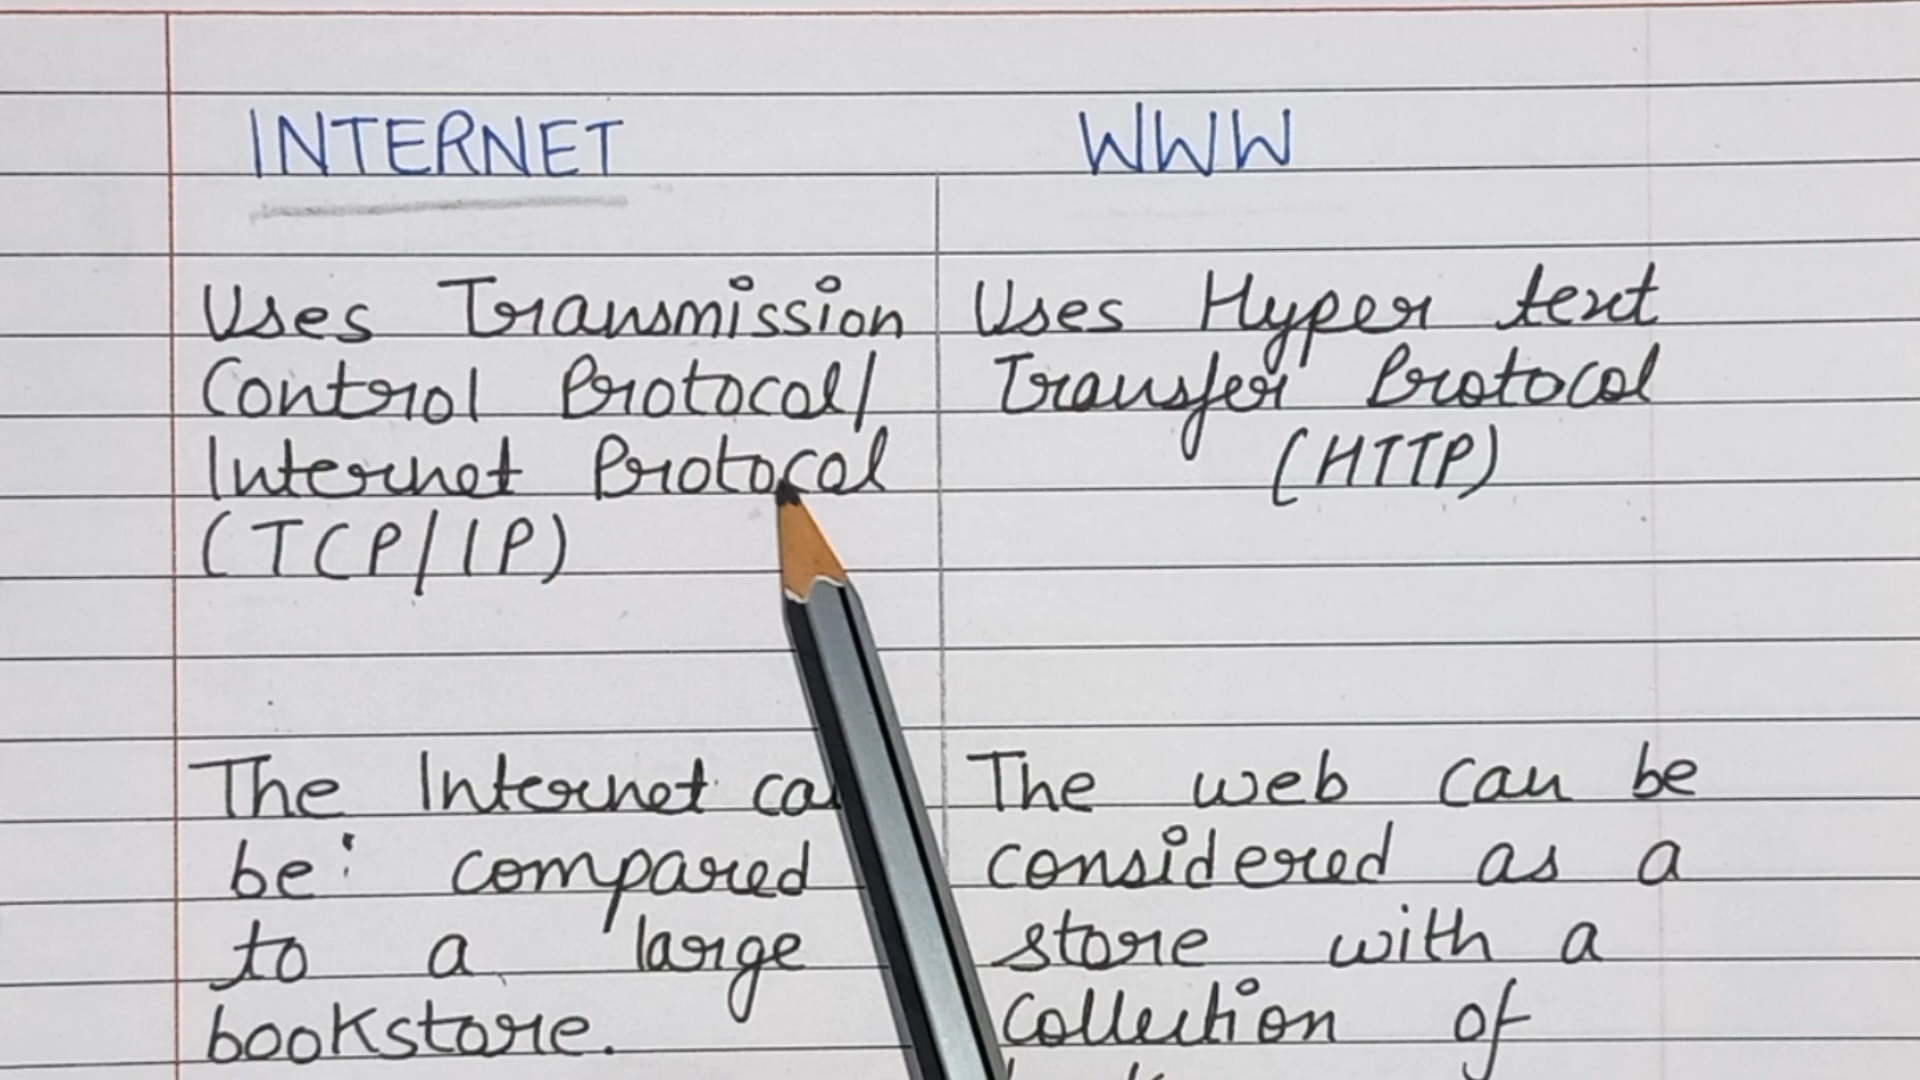 INTERNET
Uses Transmission
Control Protocol/
Internet Protocol
(TCP/IP)
The Internet
be compared
to a large
bookstore.
WWW
Uses Hyper text
Transfer Protocol
(HTTP)
The web can be
considered as a
store with a
collection of